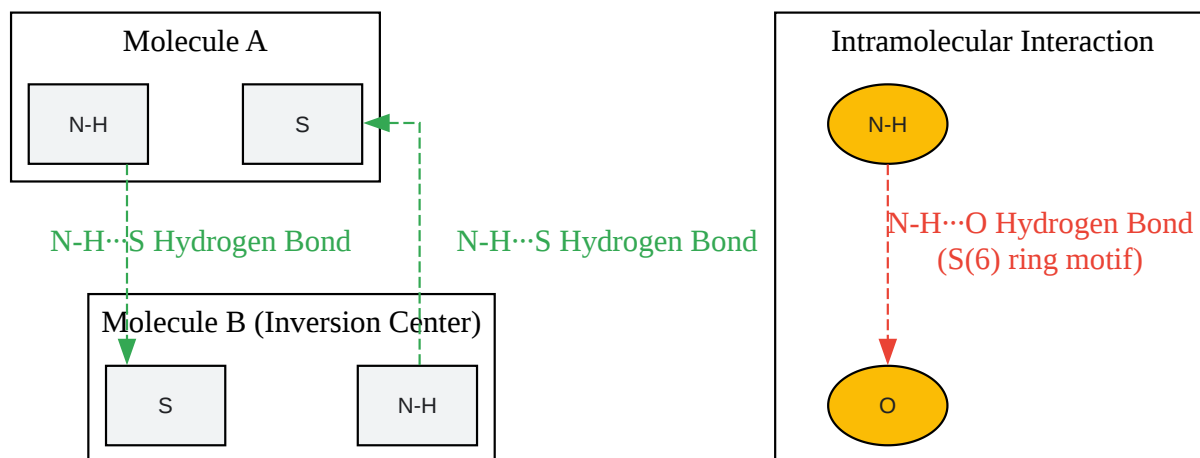 Molecule A
Intramolecular Interaction
N-H
S
N-H
N-H···S Hydrogen Bond
N-H···S Hydrogen Bond
N-H···O Hydrogen Bond
(S(6) ring motif)
Molecule B (Inversion Center)
S
N-H
O